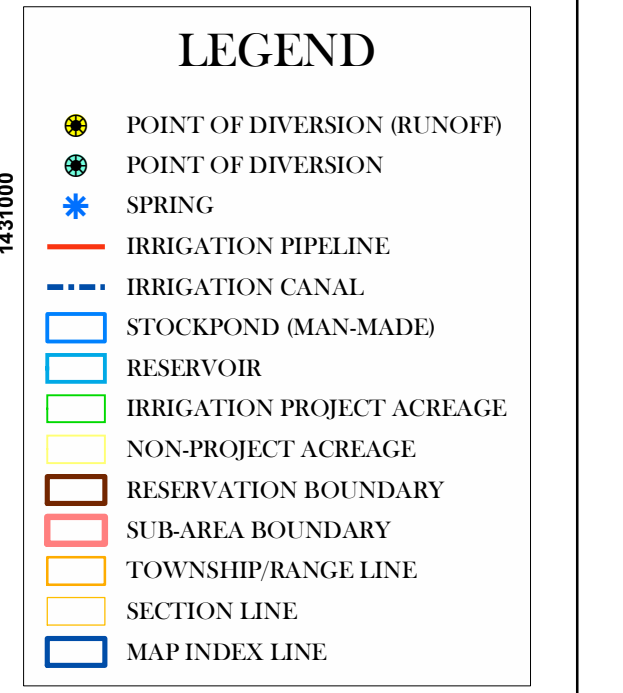 LEGEND
POINT OF DIVERSION (RUNOFF)
POINT OF DIVERSION
SPRING
IRRIGATION PIPELINE
IRRIGATION CANAL
STOCKPOND (MAN-MADE)
RESERVOIR
IRRIGATION PROJECT ACREAGE
NON-PROJECT ACREAGE
RESERVATION BOUNDARY
SUB-AREA BOUNDARY
TOWNSHIP/RANGE LINE
SECTION LINE
MAP INDEX LINE
1431000